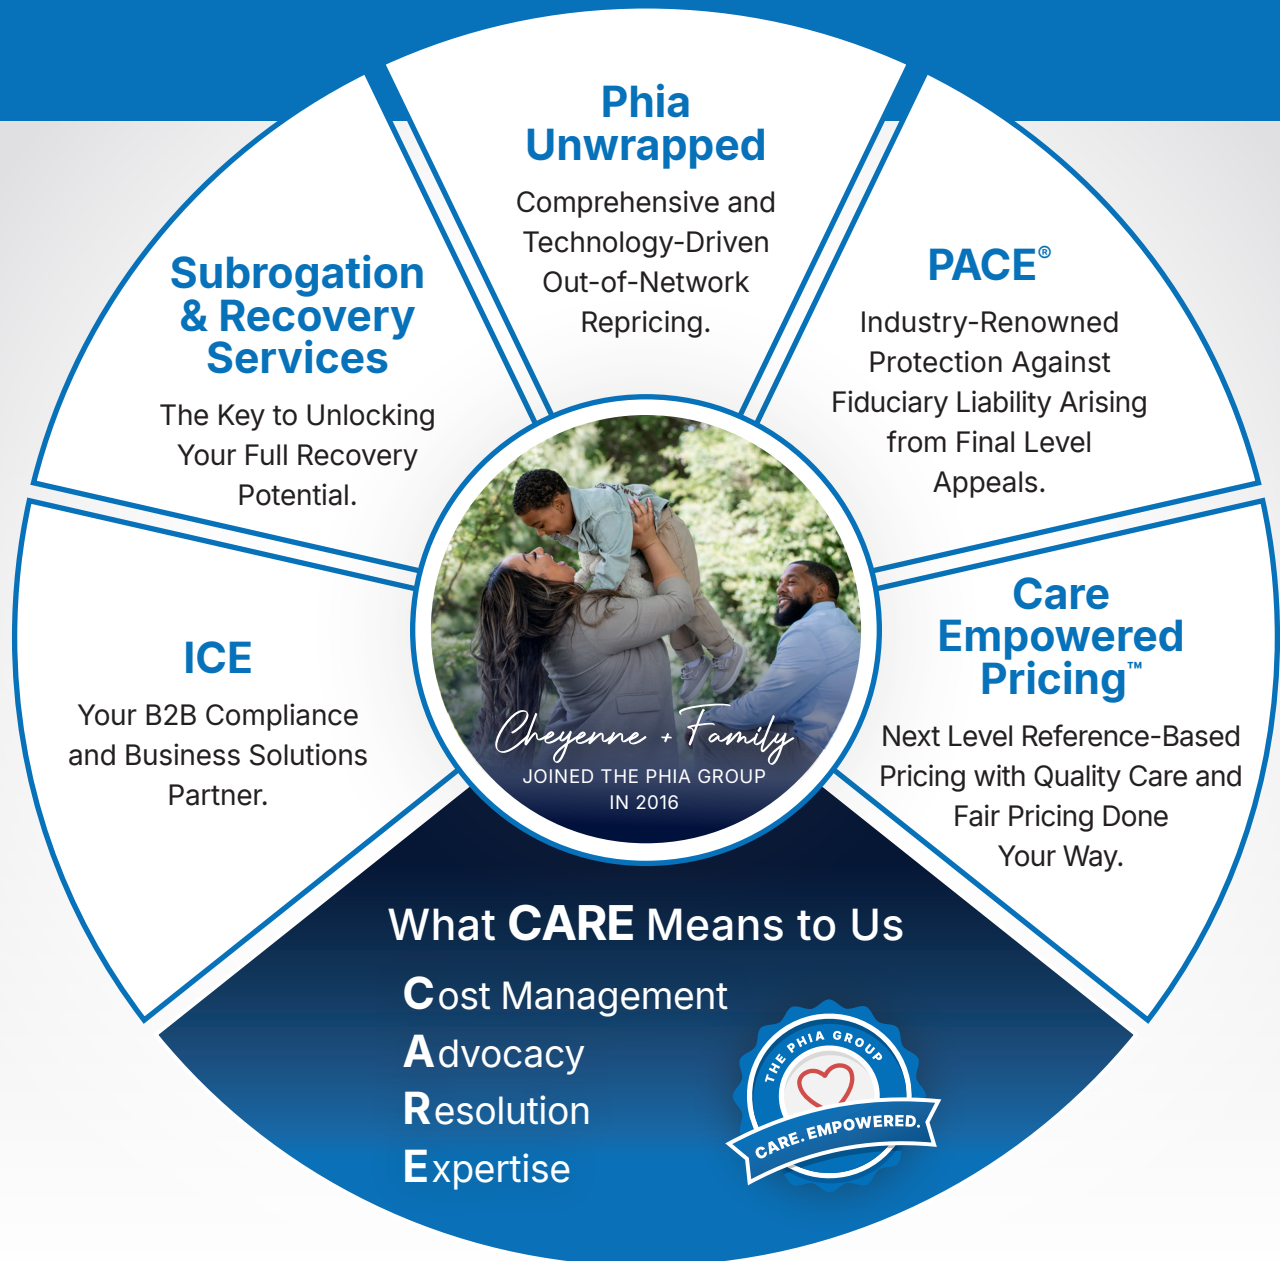 Phia
Unwrapped
Comprehensive and
Technology-Driven
Out-of-Network
Repricing.
Subrogation
& Recovery
Services
The Key to Unlocking
Your Full Recovery
Potential.
PACE®
Industry-Renowned
Protection Against
Fiduciary Liability Arising
from Final Level
Appeals.
ICE
Your B2B Compliance
and Business Solutions
Partner.
Care
Empowered
Pricing™
Next Level Reference-Based
Pricing with Quality Care and
Fair Pricing Done
Your Way.
Cheyenne + Family
JOINED THE PHIA GROUP
IN 2016
What CARE Means to Us
Cost Management
Advocacy
Resolution
Expertise
THE PHIA GROUP
CARE. EMPOWERED.